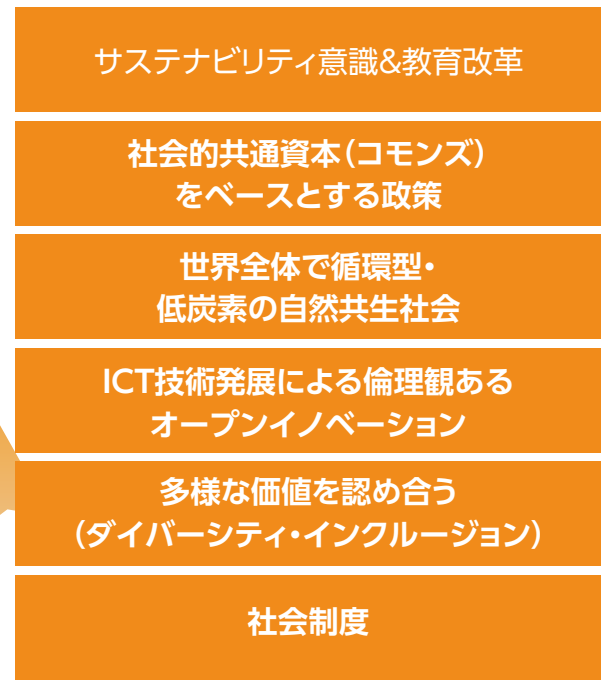 サステナビリティ意識&教育改革
社会的共通資本(コモンズ)
をベースとする政策
世界全体で循環型・
低炭素の自然共生社会
ICT技術発展による倫理観ある
オープンイノベーション
多様な価値を認め合う
(ダイバーシティ・インクルージョン)
社会制度